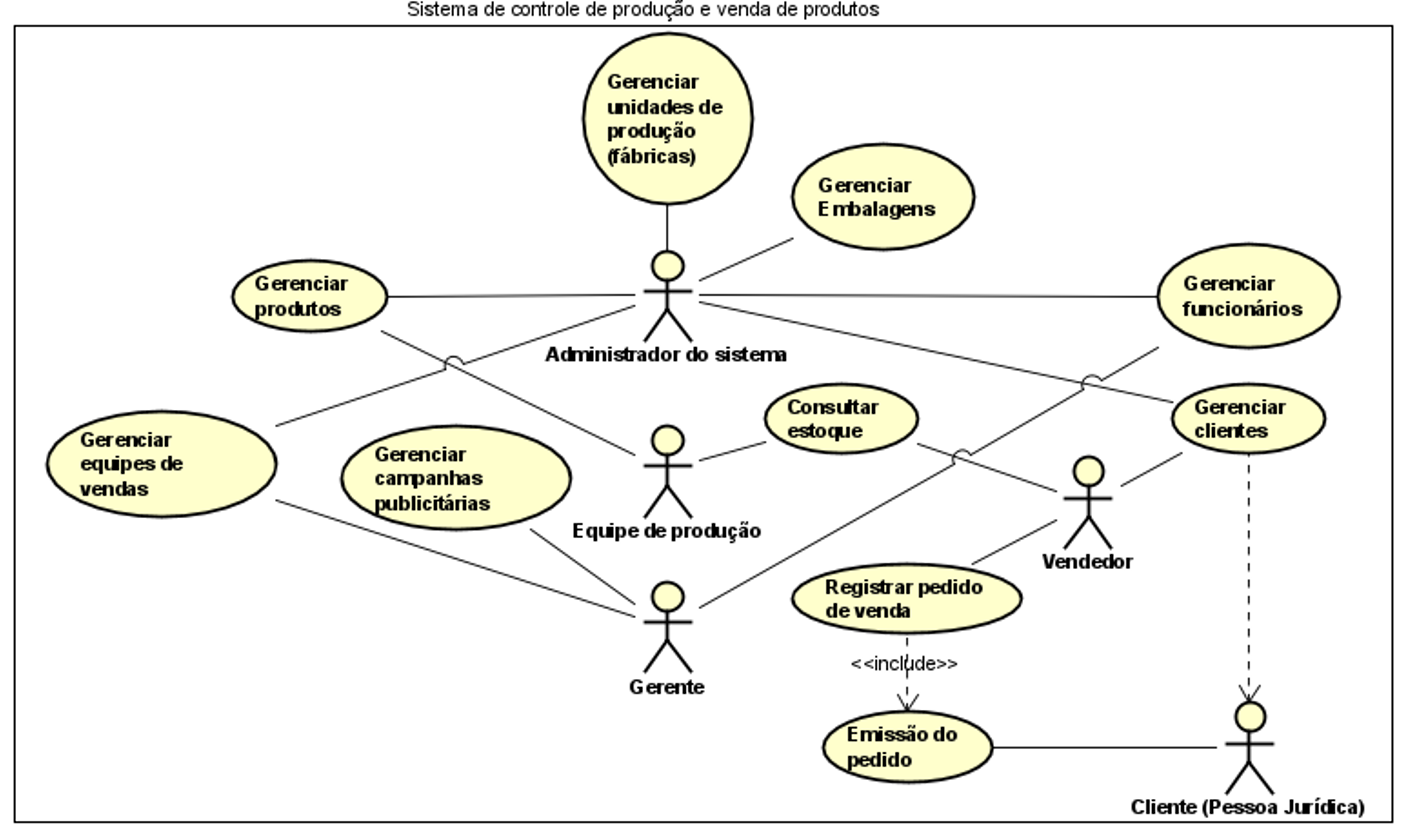 Sistema de controle de produção e venda de produtos
Gerenciar
unidades de
produção
(fábricas)
Gerenciar
Embalagens
Gerenciar
produtos
Administrador do sistema
Gerenciar
funcionários
Gerenciar
equipes de
vendas
Gerenciar
campanhas
publicitárias
Equipe de produção
Consultar
estoque
Gerenciar
clientes
Vendedor
Gerente
Registrar pedido
de venda
<<include>>
Emissão do
pedido
Cliente (Pessoa Jurídica)